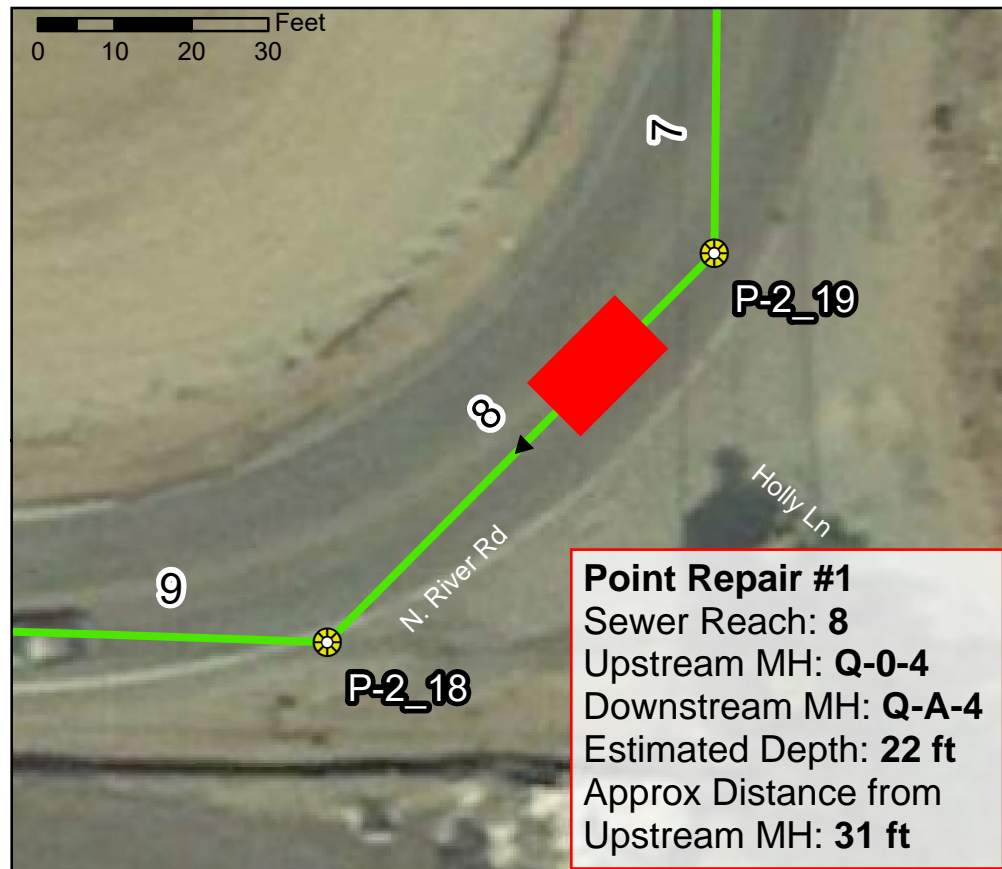 Feet
0 10 20 30
7
P-2_19
8
Holly Ln
N. River Rd
9
P-2_18
Point Repair #1
Sewer Reach: 8
Upstream MH: Q-0-4
Downstream MH: Q-A-4
Estimated Depth: 22 ft
Approx Distance from
Upstream MH: 31 ft